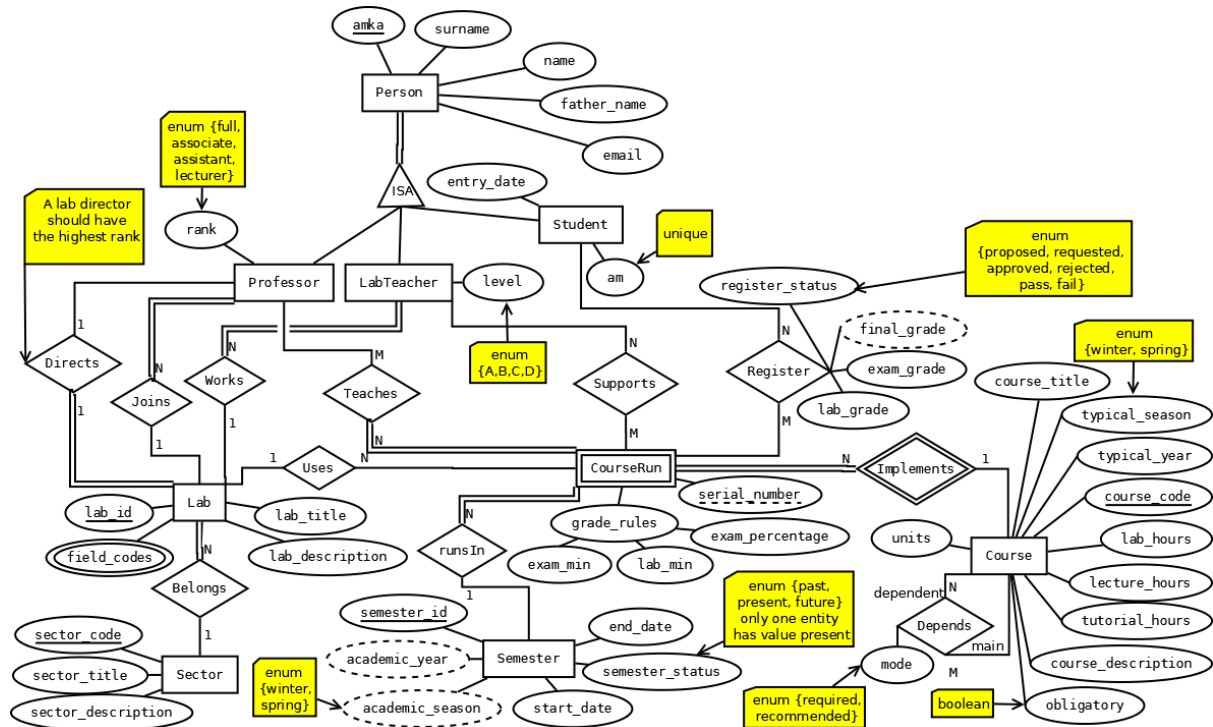 amka
surname
name
Person
father_name
email
enum {full,
associate,
assistant,
lecturer}
ISA
entry_date
A lab director
should have
the highest rank
rank
Student
unique
enum
{proposed, requested,
approved, rejected,
pass, fail}
am
Professor
LabTeacher
level
register_status
1
N
N
M
N
N
final_grade
enum
{winter, spring}
Directs
Joins
Works
Teaches
enum
{A,B,C,D}
Supports
Register
exam_grade
course_title
lab_grade
typical_season
1
1
1
N
M
M
typical_year
1
Uses
N
CourseRun
N
Implements
1
Lab
lab_id
lab_title
serial_number
course_code
field_codes
lab_description
N
grade_rules
exam_percentage
units
Course
lab_hours
N
runsIn
exam_min
lab_min
lecture_hours
Belongs
1
enum {past,
present, future}
only one entity
has value present
dependent
N
Depends
main
M
tutorial_hours
semester_id
1
sector_code
end_date
sector_title
Sector
enum
{winter,
spring}
academic_year
Semester
semester_status
mode
course_description
sector_description
academic_season
start_date
enum {required,
recommended}
boolean
obligatory